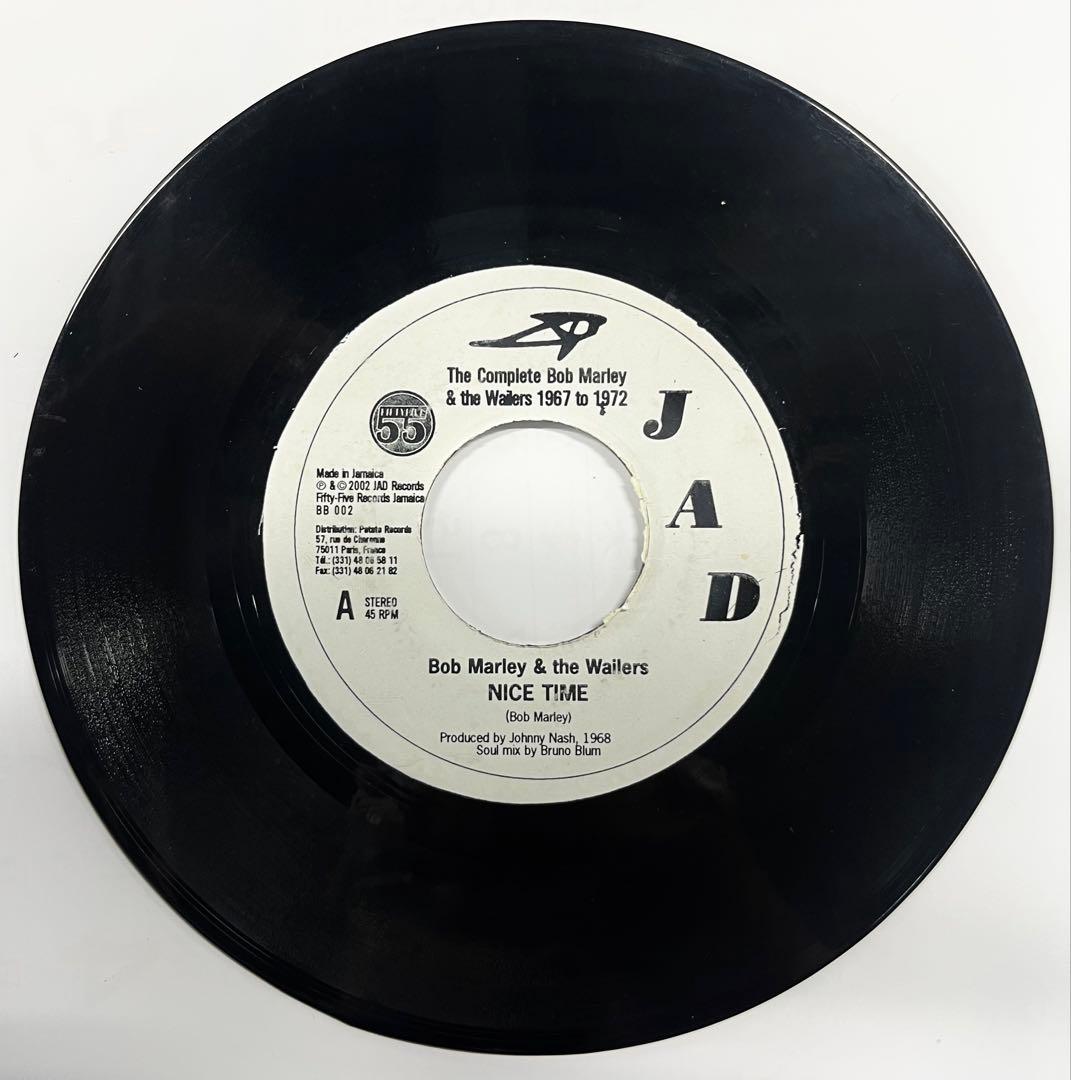 The Complete Bob Marley
& the Wailers 1967 to 1972
FIFTYFIVE
55
J
A
D
Made in Jamaica
℗ & © 2002 JAD Records
Fifty-Five Records Jamaica
BB 002
Distribution: Patate Records
57, rue de Charonne
75011 Paris, France
Tél.: (331) 48 06 58 11
Fax: (331) 48 06 21 82
A
STEREO
45 RPM
Bob Marley & the Wailers
NICE TIME
(Bob Marley)
Produced by Johnny Nash, 1968
Soul mix by Bruno Blum